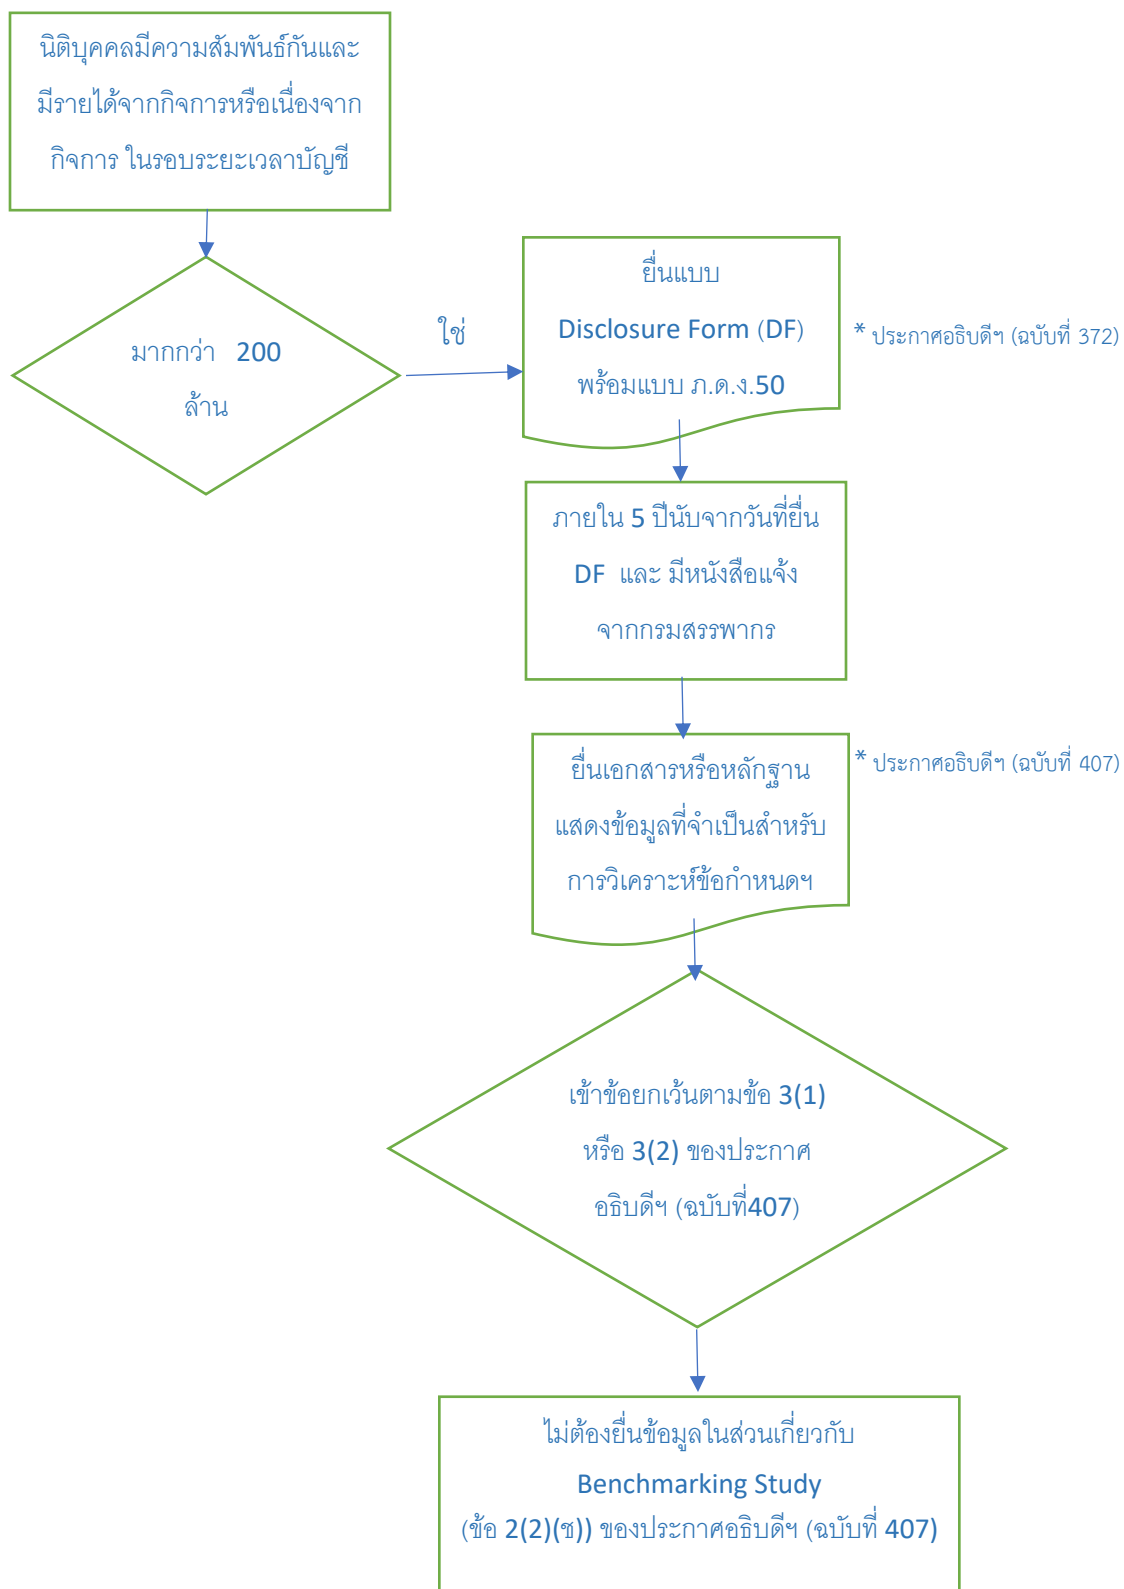 นิติบุคคลมีความสัมพันธ์กันและ
มีรายได้จากกิจการหรือเนื่องจาก
กิจการ ในรอบระยะเวลาบัญชี
มากกว่า 200
ล้าน
ใช่
ยื่นแบบ
Disclosure Form (DF)
พร้อมแบบ ภ.ด.ง.50
* ประกาศอธิบดีฯ (ฉบับที่ 372)
ภายใน 5 ปีนับจากวันที่ยื่น
DF และ มีหนังสือแจ้ง
จากกรมสรรพากร
ยื่นเอกสารหรือหลักฐาน
แสดงข้อมูลที่จำเป็นสำหรับ
การวิเคราะห์ข้อกำหนดฯ
* ประกาศอธิบดีฯ (ฉบับที่ 407)
เข้าข้อยกเว้นตามข้อ 3(1)
หรือ 3(2) ของประกาศ
อธิบดีฯ (ฉบับที่407)
ไม่ต้องยื่นข้อมูลในส่วนเกี่ยวกับ
Benchmarking Study
(ข้อ 2(2)(ช)) ของประกาศอธิบดีฯ (ฉบับที่ 407)